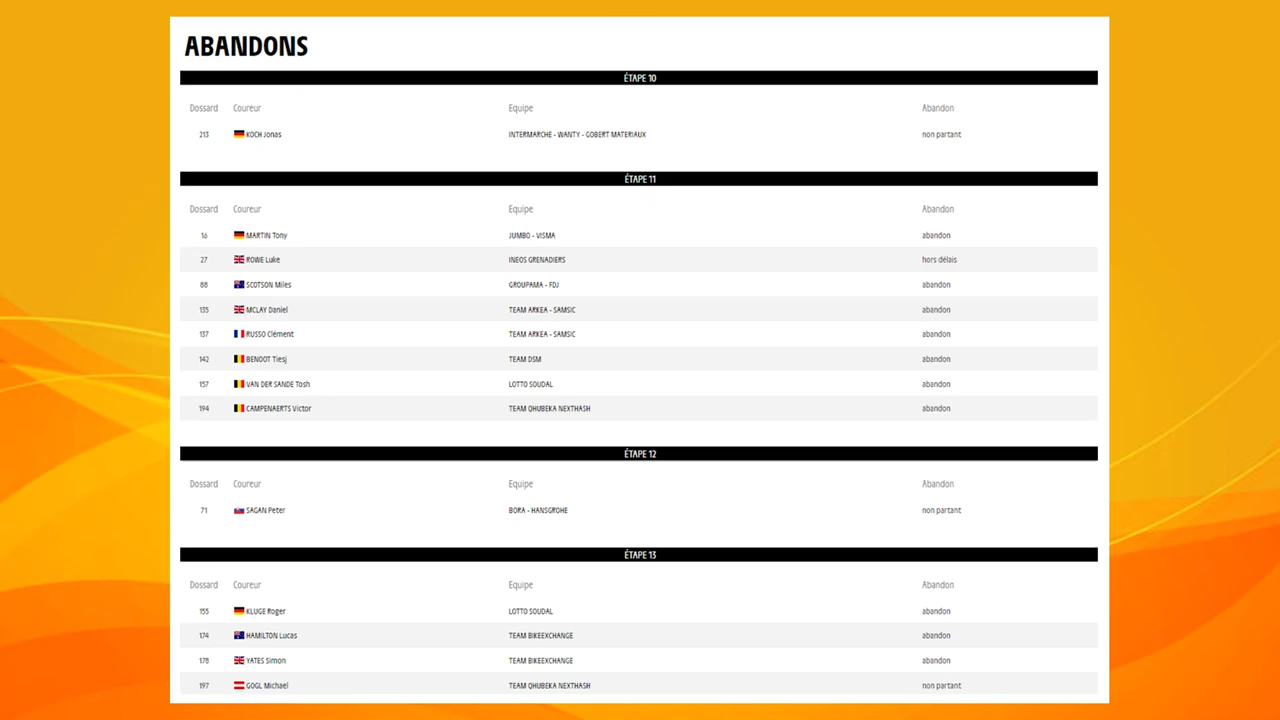 ABANDONS
ÉTAPE 10
Dossard Coureur Equipe Abandon
213 KOCH Jonas INTERMARCHE - WANTY - GOBERT MATERIAUX non partant
ÉTAPE 11
Dossard Coureur Equipe Abandon
16 MARTIN Tony JUMBO - VISMA abandon
27 ROWE Luke INEOS GRENADIERS hors délais
88 SCOTSON Miles GROUPAMA - FDJ abandon
135 MCLAY Daniel TEAM ARKEA - SAMSIC abandon
137 RUSSO Clément TEAM ARKEA - SAMSIC abandon
142 BENOOT Tiesj TEAM DSM abandon
157 VAN DER SANDE Tosh LOTTO SOUDAL abandon
194 CAMPENAERTS Victor TEAM QHUBEKA NEXTHASH abandon
ÉTAPE 12
Dossard Coureur Equipe Abandon
71 SAGAN Peter BORA - HANSGROHE non partant
ÉTAPE 13
Dossard Coureur Equipe Abandon
155 KLUGE Roger LOTTO SOUDAL abandon
174 HAMILTON Lucas TEAM BIKEEXCHANGE abandon
178 YATES Simon TEAM BIKEEXCHANGE abandon
197 GOGL Michael TEAM QHUBEKA NEXTHASH non partant